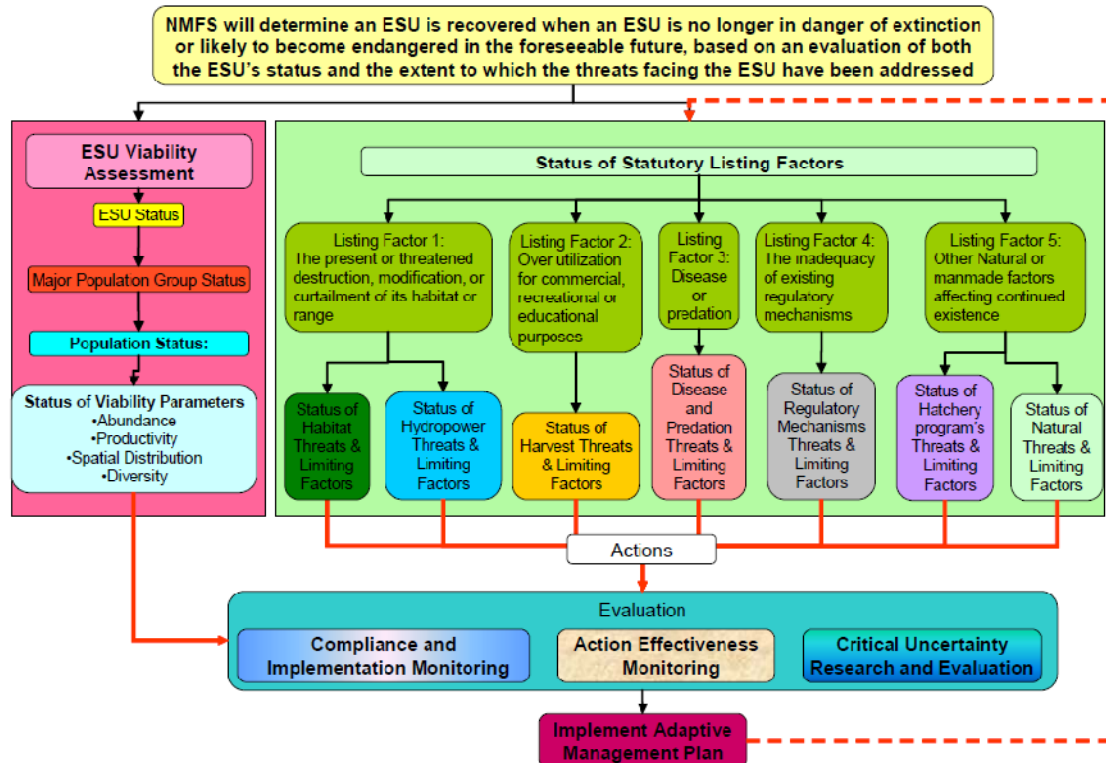 NMFS will determine an ESU is recovered when an ESU is no longer in danger of extinction
or likely to become endangered in the foreseeable future, based on an evaluation of both
the ESU's status and the extent to which the threats facing the ESU have been addressed
ESU Viability
Assessment
ESU Status
Major Population Group Status
Population Status:
Status of Viability Parameters
•Abundance
•Productivity
•Spatial Distribution
•Diversity
Status of Statutory Listing Factors
Listing Factor 1:
The present or threatened
destruction, modification, or
curtailment of its habitat or
range
Listing Factor 2:
Over utilization
for commercial,
recreational or
educational
purposes
Listing
Factor 3:
Disease
or
predation
Listing Factor 4:
The inadequacy
of existing
regulatory
mechanisms
Listing Factor 5:
Other Natural or
manmade factors
affecting continued
existence
Status of
Habitat
Threats &
Limiting
Factors
Status of
Hydropower
Threats &
Limiting
Factors
Status of
Harvest Threats
& Limiting
Factors
Status of
Disease
and
Predation
Threats &
Limiting
Factors
Status of
Regulatory
Mechanisms
Threats &
Limiting
Factors
Status of
Hatchery
program's
Threats &
Limiting
Factors
Status of
Natural
Threats &
Limiting
Factors
Actions
Evaluation
Compliance and
Implementation Monitoring
Action Effectiveness
Monitoring
Critical Uncertainty
Research and Evaluation
Implement Adaptive
Management Plan